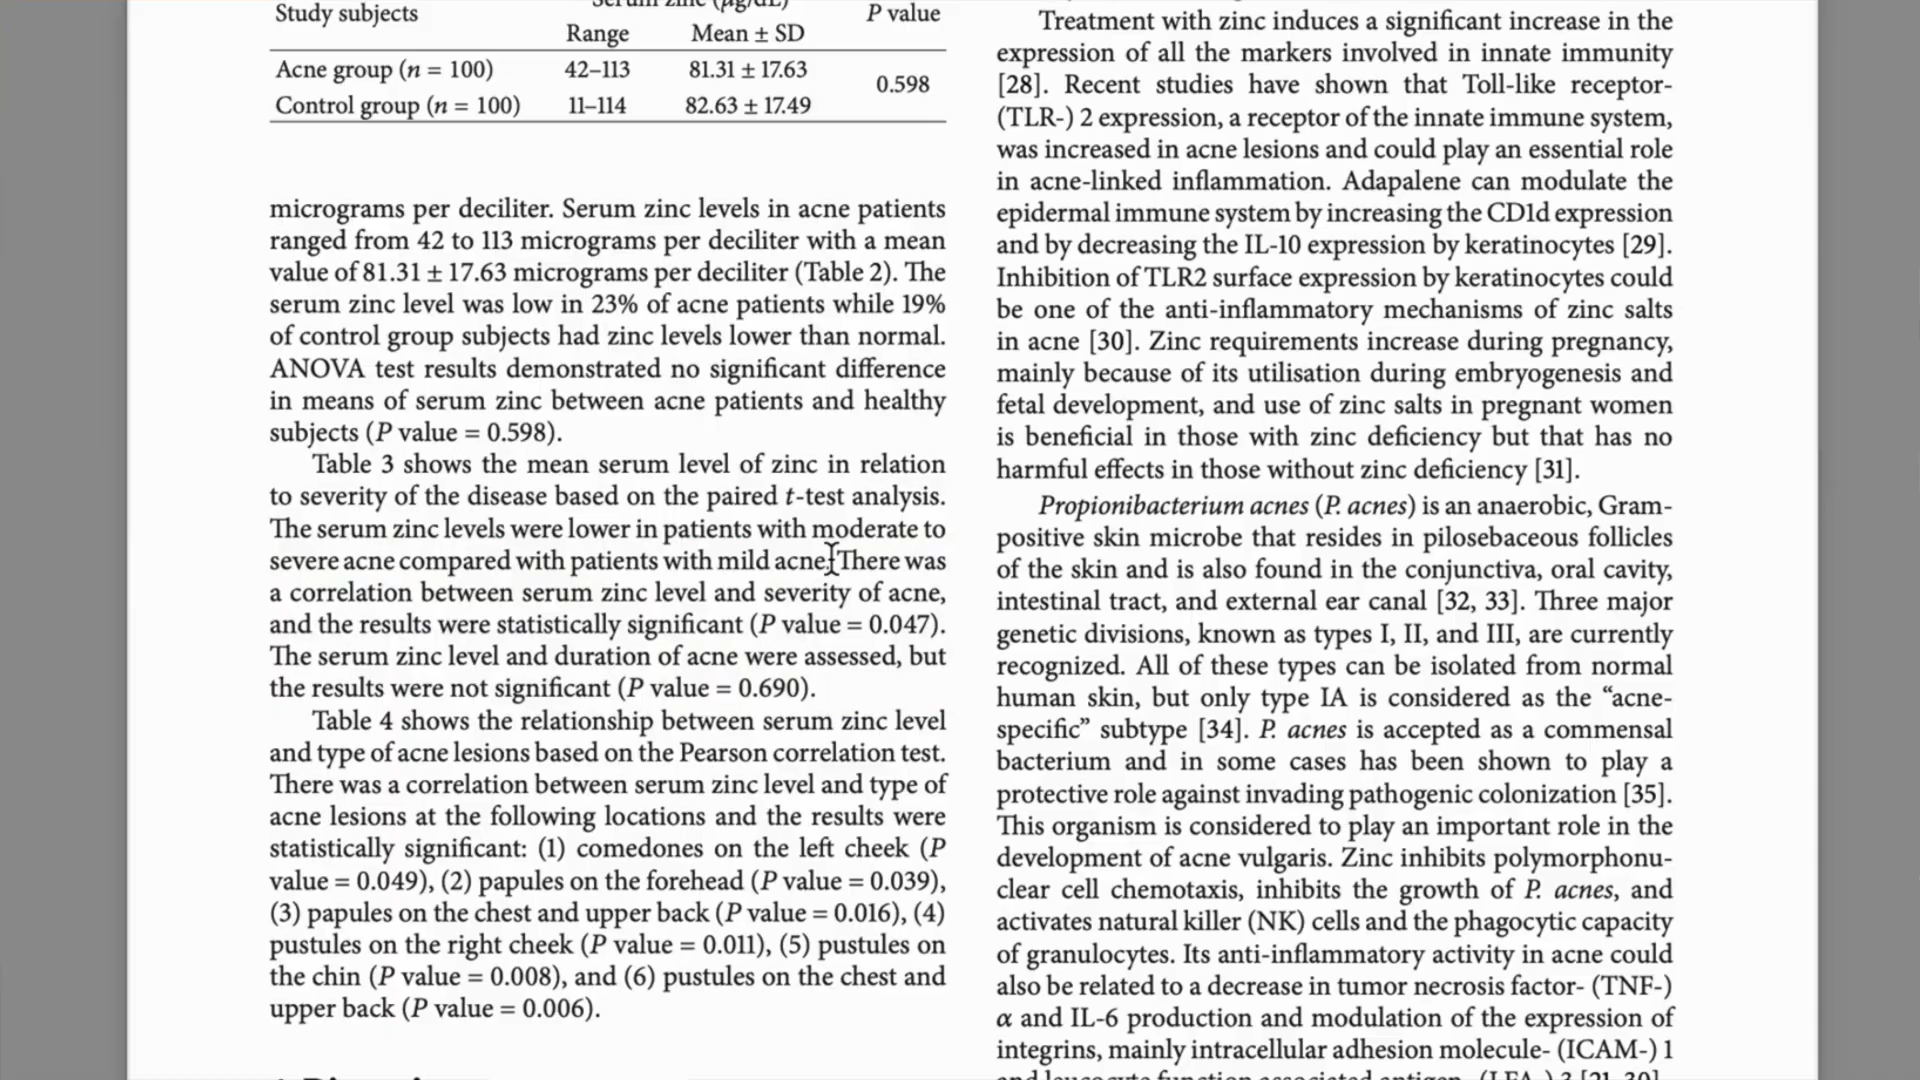 Study subjects
Serum zinc (µg/dL)
P value
Range Mean ± SD
Acne group (n = 100) 42–113 81.31 ± 17.63
0.598
Control group (n = 100) 11–114 82.63 ± 17.49
micrograms per deciliter. Serum zinc levels in acne patients
ranged from 42 to 113 micrograms per deciliter with a mean
value of 81.31 ± 17.63 micrograms per deciliter (Table 2). The
serum zinc level was low in 23% of acne patients while 19%
of control group subjects had zinc levels lower than normal.
ANOVA test results demonstrated no significant difference
in means of serum zinc between acne patients and healthy
subjects (P value = 0.598).
Table 3 shows the mean serum level of zinc in relation
to severity of the disease based on the paired t-test analysis.
The serum zinc levels were lower in patients with moderate to
severe acne compared with patients with mild acne. There was
a correlation between serum zinc level and severity of acne,
and the results were statistically significant (P value = 0.047).
The serum zinc level and duration of acne were assessed, but
the results were not significant (P value = 0.690).
Table 4 shows the relationship between serum zinc level
and type of acne lesions based on the Pearson correlation test.
There was a correlation between serum zinc level and type of
acne lesions at the following locations and the results were
statistically significant: (1) comedones on the left cheek (P
value = 0.049), (2) papules on the forehead (P value = 0.039),
(3) papules on the chest and upper back (P value = 0.016), (4)
pustules on the right cheek (P value = 0.011), (5) pustules on
the chin (P value = 0.008), and (6) pustules on the chest and
upper back (P value = 0.006).
Treatment with zinc induces a significant increase in the
expression of all the markers involved in innate immunity
[28]. Recent studies have shown that Toll-like receptor-
(TLR-) 2 expression, a receptor of the innate immune system,
was increased in acne lesions and could play an essential role
in acne-linked inflammation. Adapalene can modulate the
epidermal immune system by increasing the CD1d expression
and by decreasing the IL-10 expression by keratinocytes [29].
Inhibition of TLR2 surface expression by keratinocytes could
be one of the anti-inflammatory mechanisms of zinc salts
in acne [30]. Zinc requirements increase during pregnancy,
mainly because of its utilisation during embryogenesis and
fetal development, and use of zinc salts in pregnant women
is beneficial in those with zinc deficiency but that has no
harmful effects in those without zinc deficiency [31].
Propionibacterium acnes (P. acnes) is an anaerobic, Gram-
positive skin microbe that resides in pilosebaceous follicles
of the skin and is also found in the conjunctiva, oral cavity,
intestinal tract, and external ear canal [32, 33]. Three major
genetic divisions, known as types I, II, and III, are currently
recognized. All of these types can be isolated from normal
human skin, but only type IA is considered as the “acne-
specific” subtype [34]. P. acnes is accepted as a commensal
bacterium and in some cases has been shown to play a
protective role against invading pathogenic colonization [35].
This organism is considered to play an important role in the
development of acne vulgaris. Zinc inhibits polymorphonu-
clear cell chemotaxis, inhibits the growth of P. acnes, and
activates natural killer (NK) cells and the phagocytic capacity
of granulocytes. Its anti-inflammatory activity in acne could
also be related to a decrease in tumor necrosis factor- (TNF-)
α and IL-6 production and modulation of the expression of
integrins, mainly intracellular adhesion molecule- (ICAM-) 1